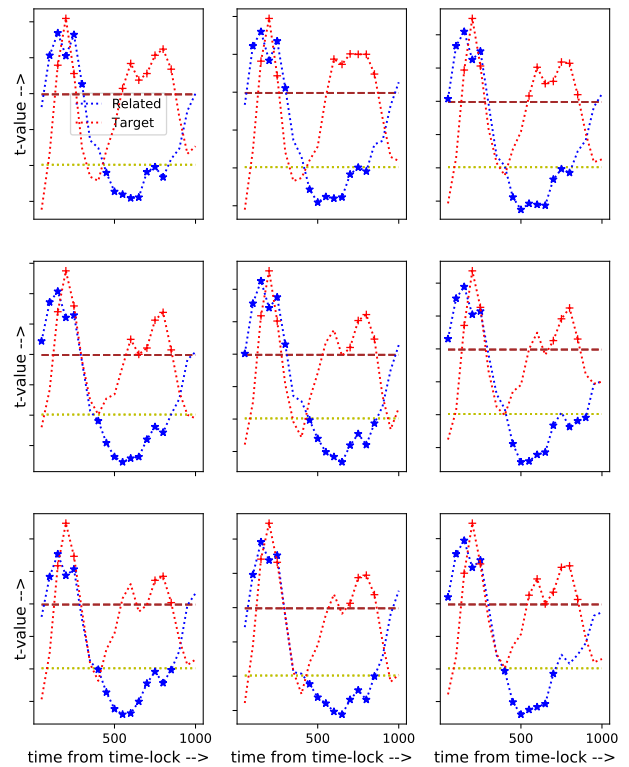 t-value -->
Related
Target
t-value -->
t-value -->
500
1000
500
1000
500
1000
time from time-lock -->
time from time-lock -->
time from time-lock -->